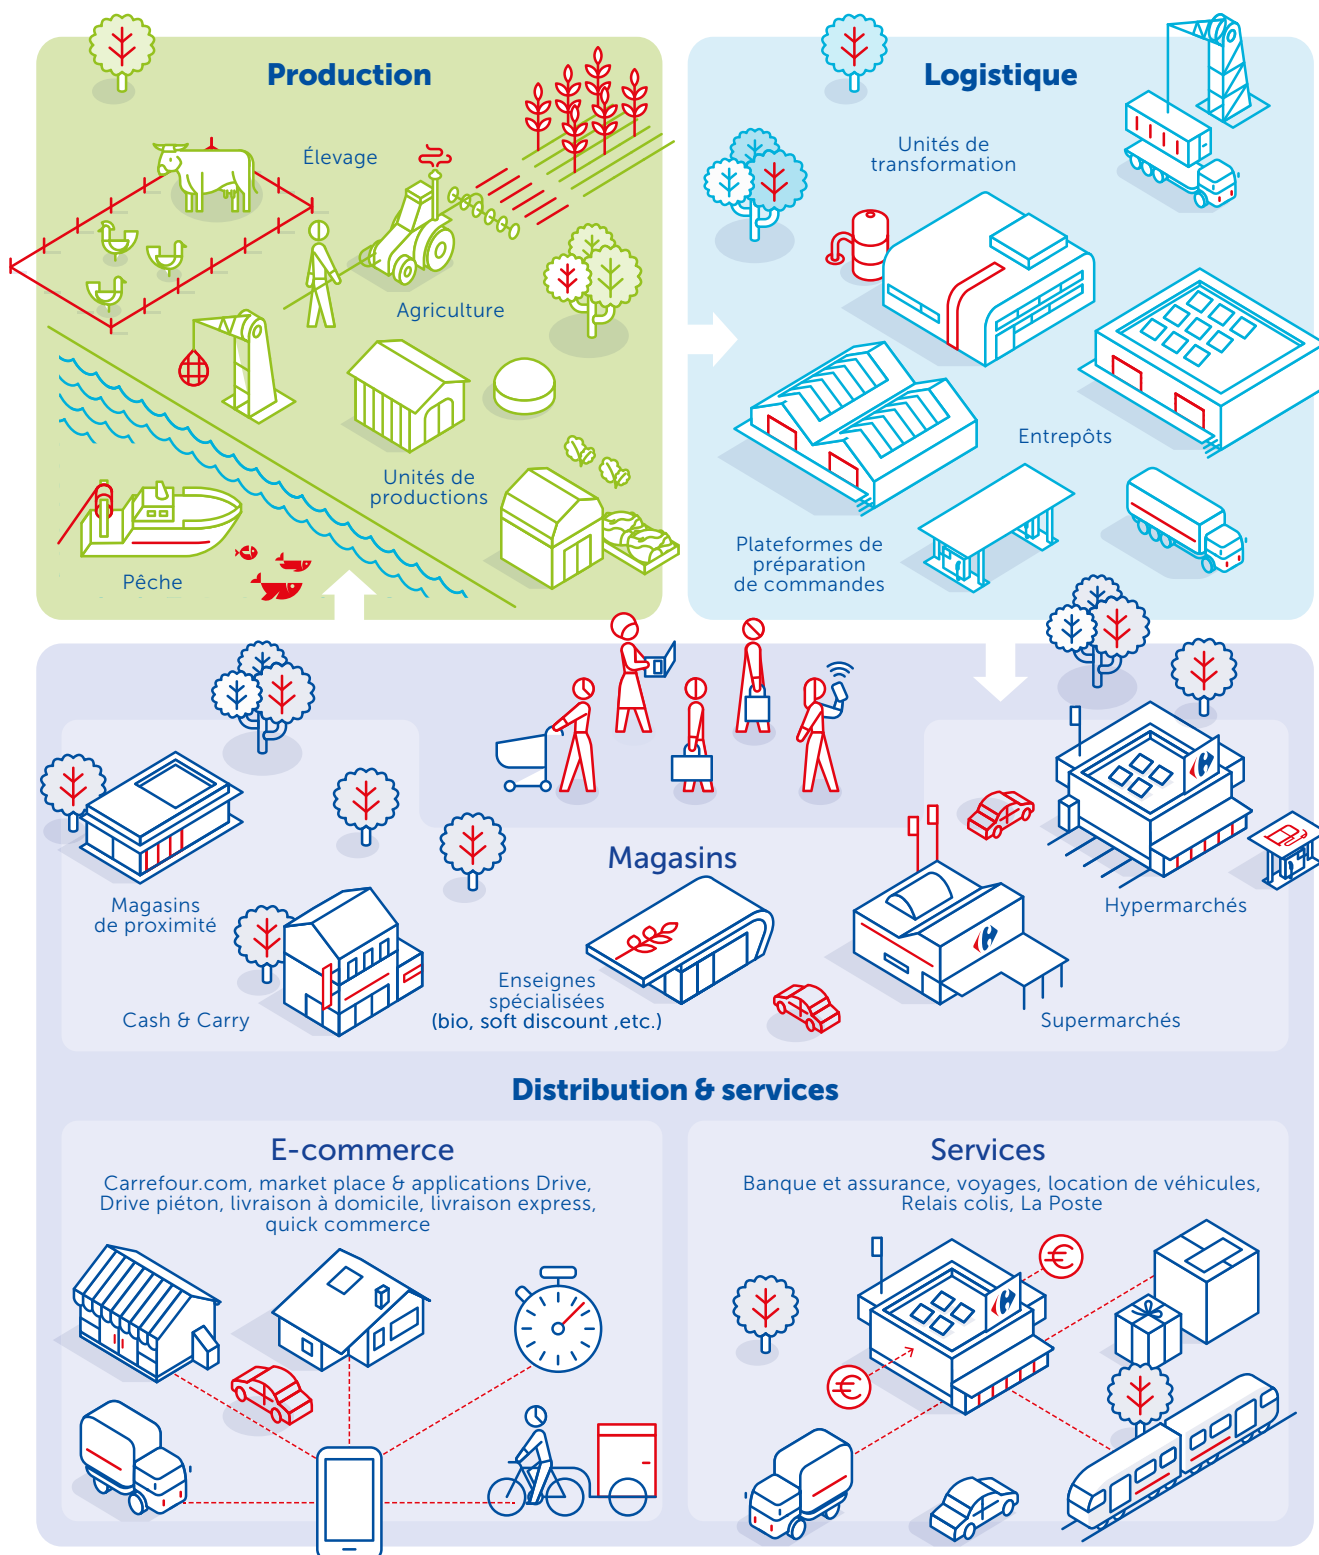 Production
Élevage
Agriculture
Unités de
productions
Pêche
Logistique
Unités de
transformation
Entrepôts
Plateformes de
préparation
de commandes
Magasins
Magasins
de proximité
Cash & Carry
Enseignes
spécialisées
(bio, soft discount ,etc.)
Supermarchés
Hypermarchés
Distribution & services
E-commerce
Carrefour.com, market place & applications Drive,
Drive piéton, livraison à domicile, livraison express,
quick commerce
Services
Banque et assurance, voyages, location de véhicules,
Relais colis, La Poste
€
€